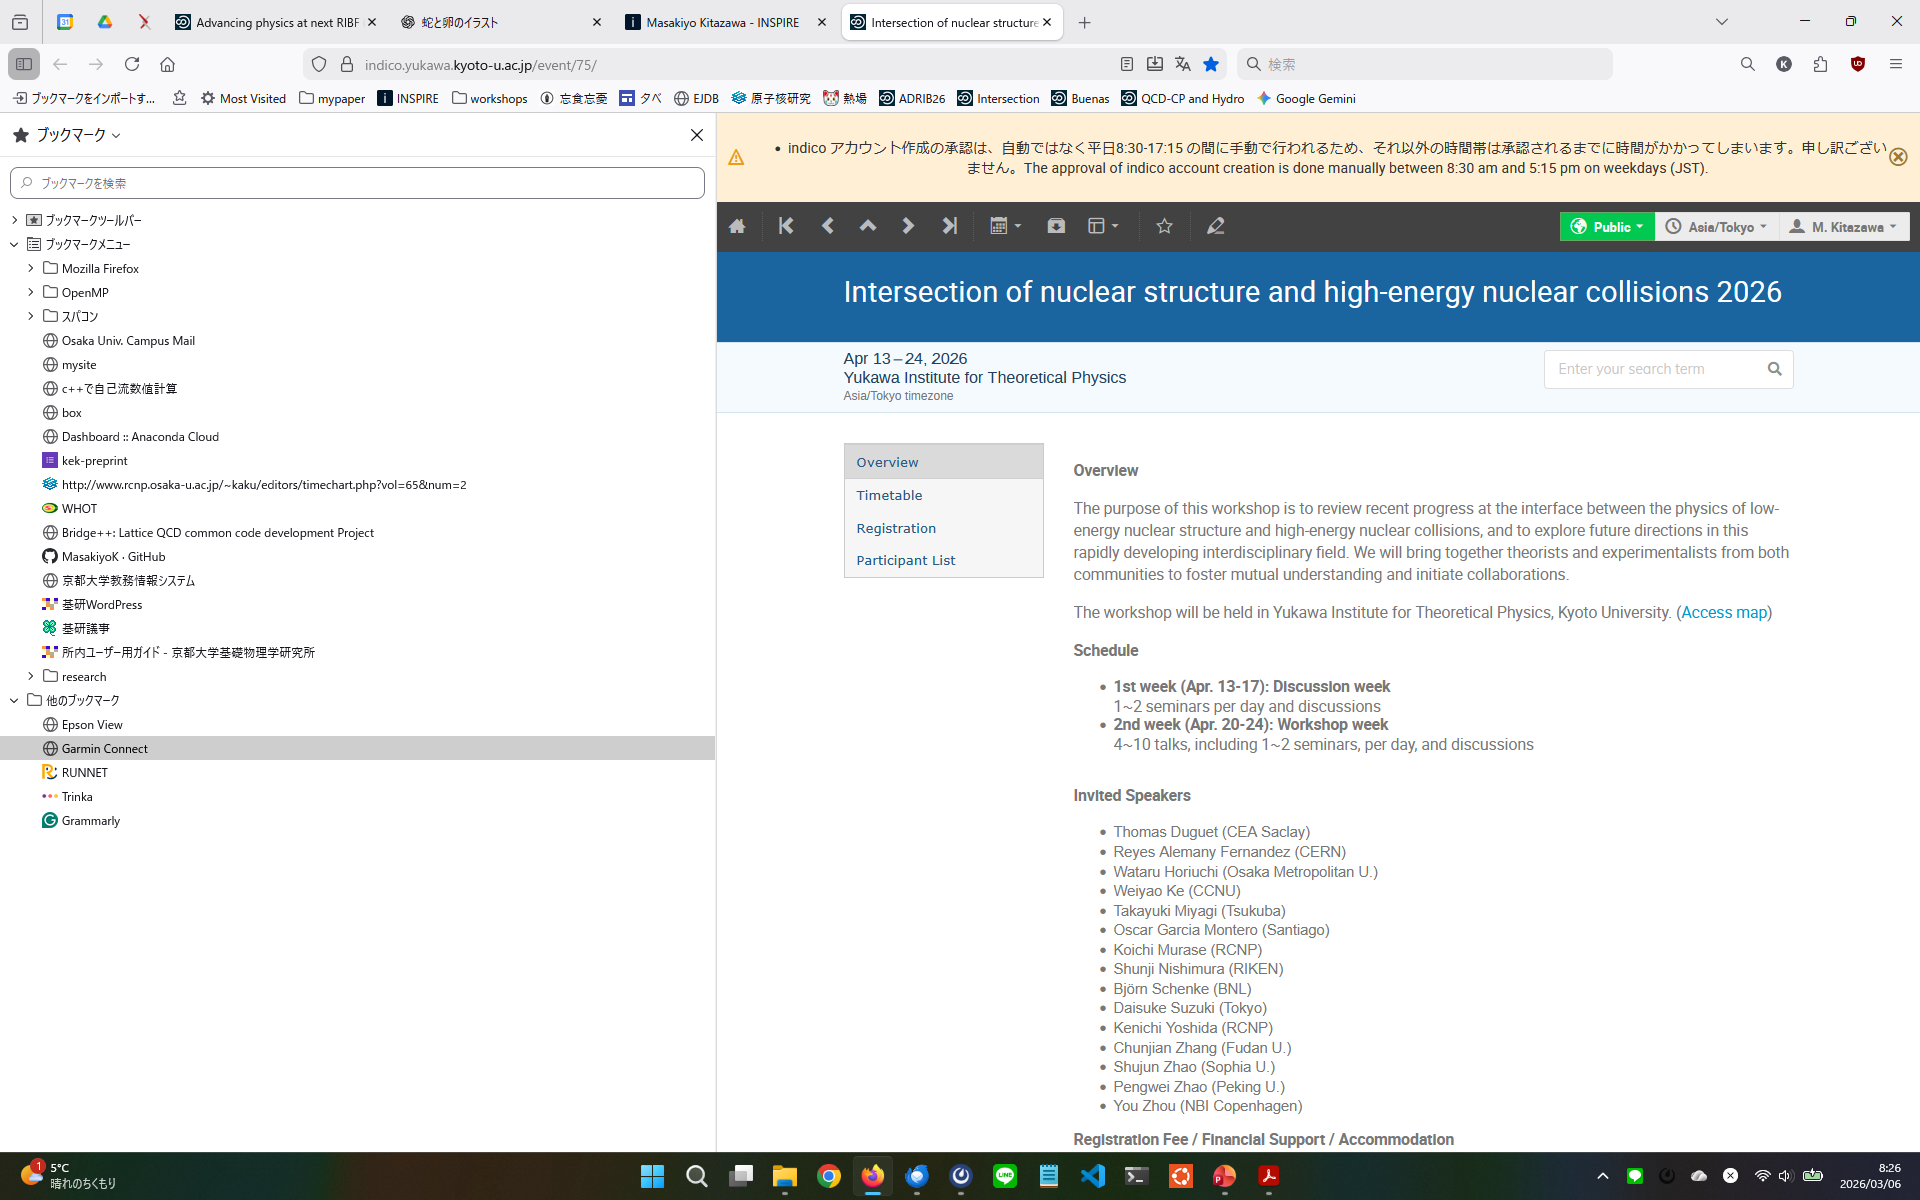 Advancing physics at next RIBF
蛇と卵のイラスト
Masakiyo Kitazawa - INSPIRE
Intersection of nuclear structure
indico.yukawa.kyoto-u.ac.jp/event/75/
検索
ブックマークをインポートす...
Most Visited
mypaper
INSPIRE
workshops
忘食忘憂
夕べ
EJDB
原子核研究
熱場
ADRIB26
Intersection
Buenas
QCD-CP and Hydro
Google Gemini
ブックマーク
ブックマークを検索
ブックマークツールバー
ブックマークメニュー
Mozilla Firefox
OpenMP
スパコン
Osaka Univ. Campus Mail
mysite
c++で自己流数値計算
box
Dashboard :: Anaconda Cloud
kek-preprint
http://www.rcnp.osaka-u.ac.jp/~kaku/editors/timechart.php?vol=65&num=2
WHOT
Bridge++: Lattice QCD common code development Project
MasakiyoK · GitHub
京都大学教務情報システム
基研WordPress
基研議事
所内ユーザー用ガイド - 京都大学基礎物理学研究所
research
他のブックマーク
Epson View
Garmin Connect
RUNNET
Trinka
Grammarly
• indico アカウント作成の承認は、自動ではなく平日8:30-17:15 の間に手動で行われるため、それ以外の時間帯は承認されるまでに時間がかかってしまいます。申し訳ござい
ません。The approval of indico account creation is done manually between 8:30 am and 5:15 pm on weekdays (JST).
Public
Asia/Tokyo
M. Kitazawa
Intersection of nuclear structure and high-energy nuclear collisions 2026
Apr 13 – 24, 2026
Yukawa Institute for Theoretical Physics
Asia/Tokyo timezone
Enter your search term
Overview
Timetable
Registration
Participant List
Overview
The purpose of this workshop is to review recent progress at the interface between the physics of low-
energy nuclear structure and high-energy nuclear collisions, and to explore future directions in this
rapidly developing interdisciplinary field. We will bring together theorists and experimentalists from both
communities to foster mutual understanding and initiate collaborations.
The workshop will be held in Yukawa Institute for Theoretical Physics, Kyoto University. (Access map)
Schedule
• 1st week (Apr. 13-17): Discussion week
1~2 seminars per day and discussions
• 2nd week (Apr. 20-24): Workshop week
4~10 talks, including 1~2 seminars, per day, and discussions
Invited Speakers
• Thomas Duguet (CEA Saclay)
• Reyes Alemany Fernandez (CERN)
• Wataru Horiuchi (Osaka Metropolitan U.)
• Weiyao Ke (CCNU)
• Takayuki Miyagi (Tsukuba)
• Oscar Garcia Montero (Santiago)
• Koichi Murase (RCNP)
• Shunji Nishimura (RIKEN)
• Björn Schenke (BNL)
• Daisuke Suzuki (Tokyo)
• Kenichi Yoshida (RCNP)
• Chunjian Zhang (Fudan U.)
• Shujun Zhao (Sophia U.)
• Pengwei Zhao (Peking U.)
• You Zhou (NBI Copenhagen)
Registration Fee / Financial Support / Accommodation
1
5°C
晴れのちくもり
8:26
2026/03/06